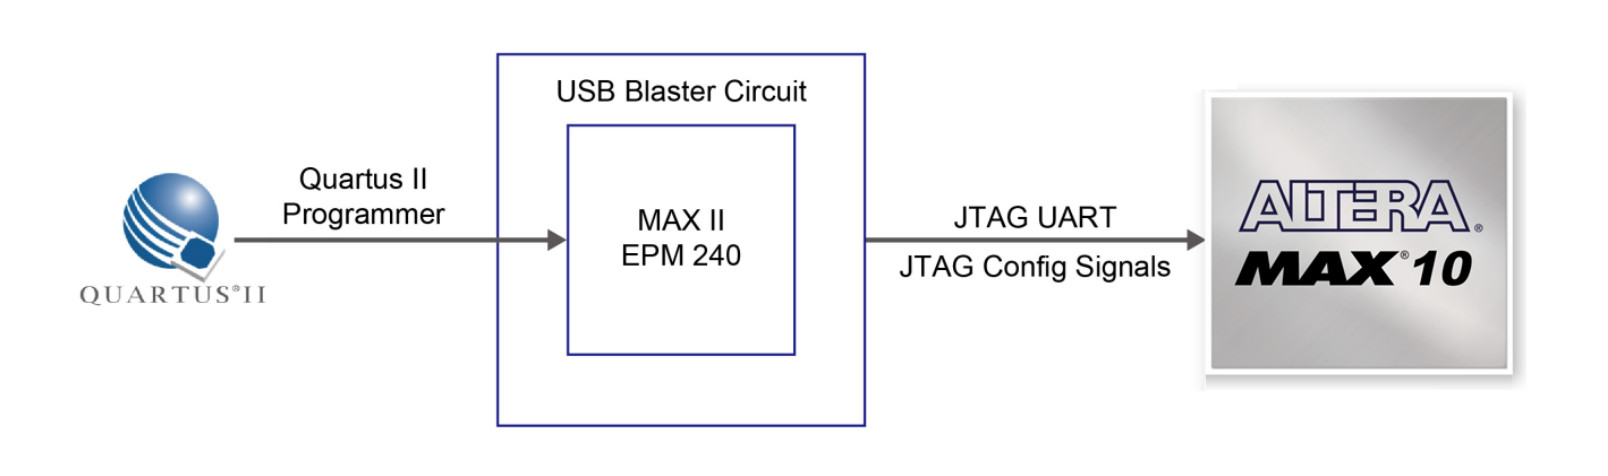 USB Blaster Circuit
Quartus II
Programmer
MAX II
EPM 240
JTAG UART
JTAG Config Signals
QUARTUS®II
ALTERA®
MAX®10